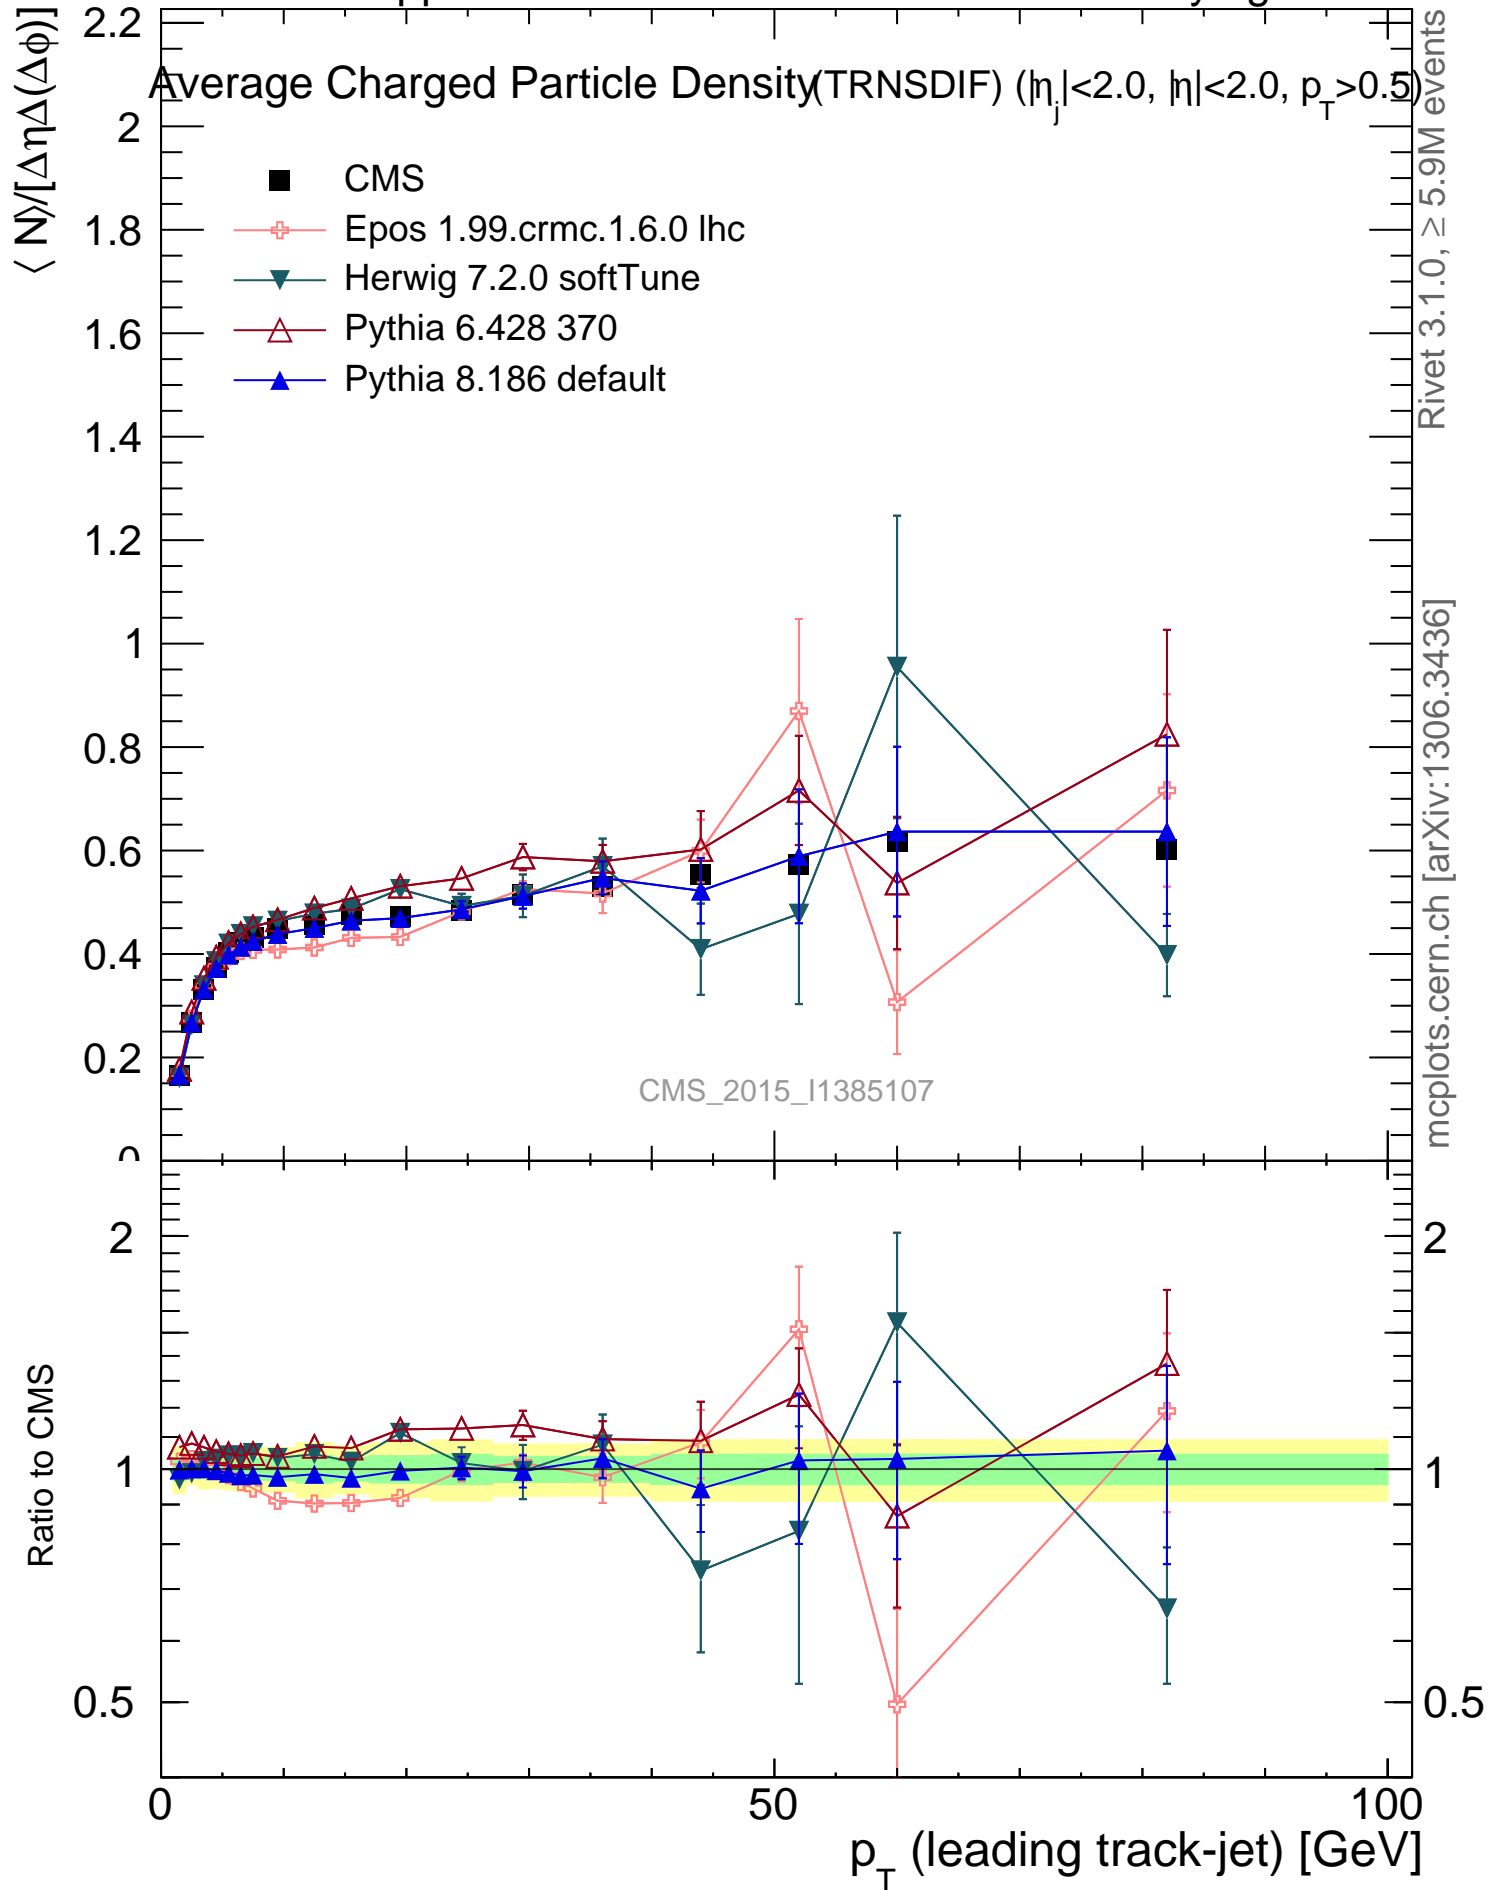 ⟨ N⟩/[ΔηΔ(Δϕ)]
Average Charged Particle Density (TRNSDIF) (|η_j|<2.0, |η|<2.0, p_T>0.5)
CMS
Epos 1.99.crmc.1.6.0 lhc
Herwig 7.2.0 softTune
Pythia 6.428 370
Pythia 8.186 default
2.2
2
1.8
1.6
1.4
1.2
1
0.8
0.6
0.4
0.2
0
CMS_2015_I1385107
Rivet 3.1.0, ≥ 5.9M events
mcplots.cern.ch [arXiv:1306.3436]
Ratio to CMS
2
1
0.5
2
1
0.5
0
50
100
p_T (leading track-jet) [GeV]